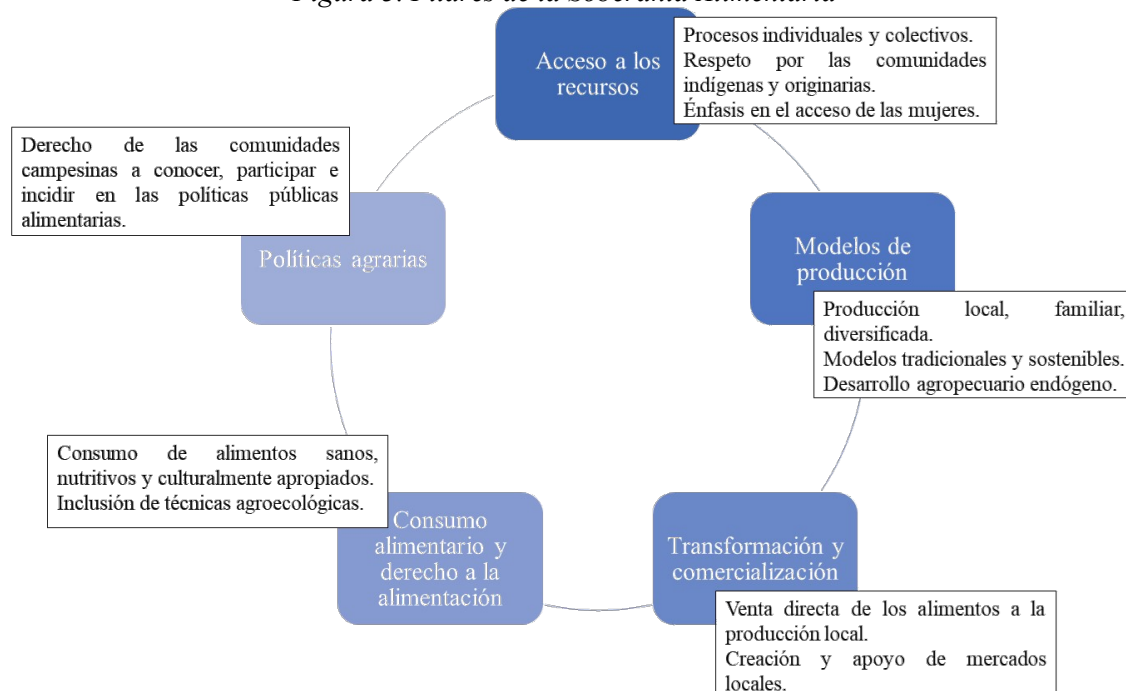 Acceso a los
recursos
Procesos individuales y colectivos.
Respeto por las comunidades
indígenas y originarias.
Énfasis en el acceso de las mujeres.
Modelos de
producción
Producción local, familiar,
diversificada.
Modelos tradicionales y sostenibles.
Desarrollo agropecuario endógeno.
Transformación y
comercialización
Venta directa de los alimentos a la
producción local.
Creación y apoyo de mercados
locales.
Consumo
alimentario y
derecho a la
alimentación
Consumo de alimentos sanos,
nutritivos y culturalmente apropiados.
Inclusión de técnicas agroecológicas.
Políticas agrarias
Derecho de las comunidades
campesinas a conocer, participar e
incidir en las políticas públicas
alimentarias.